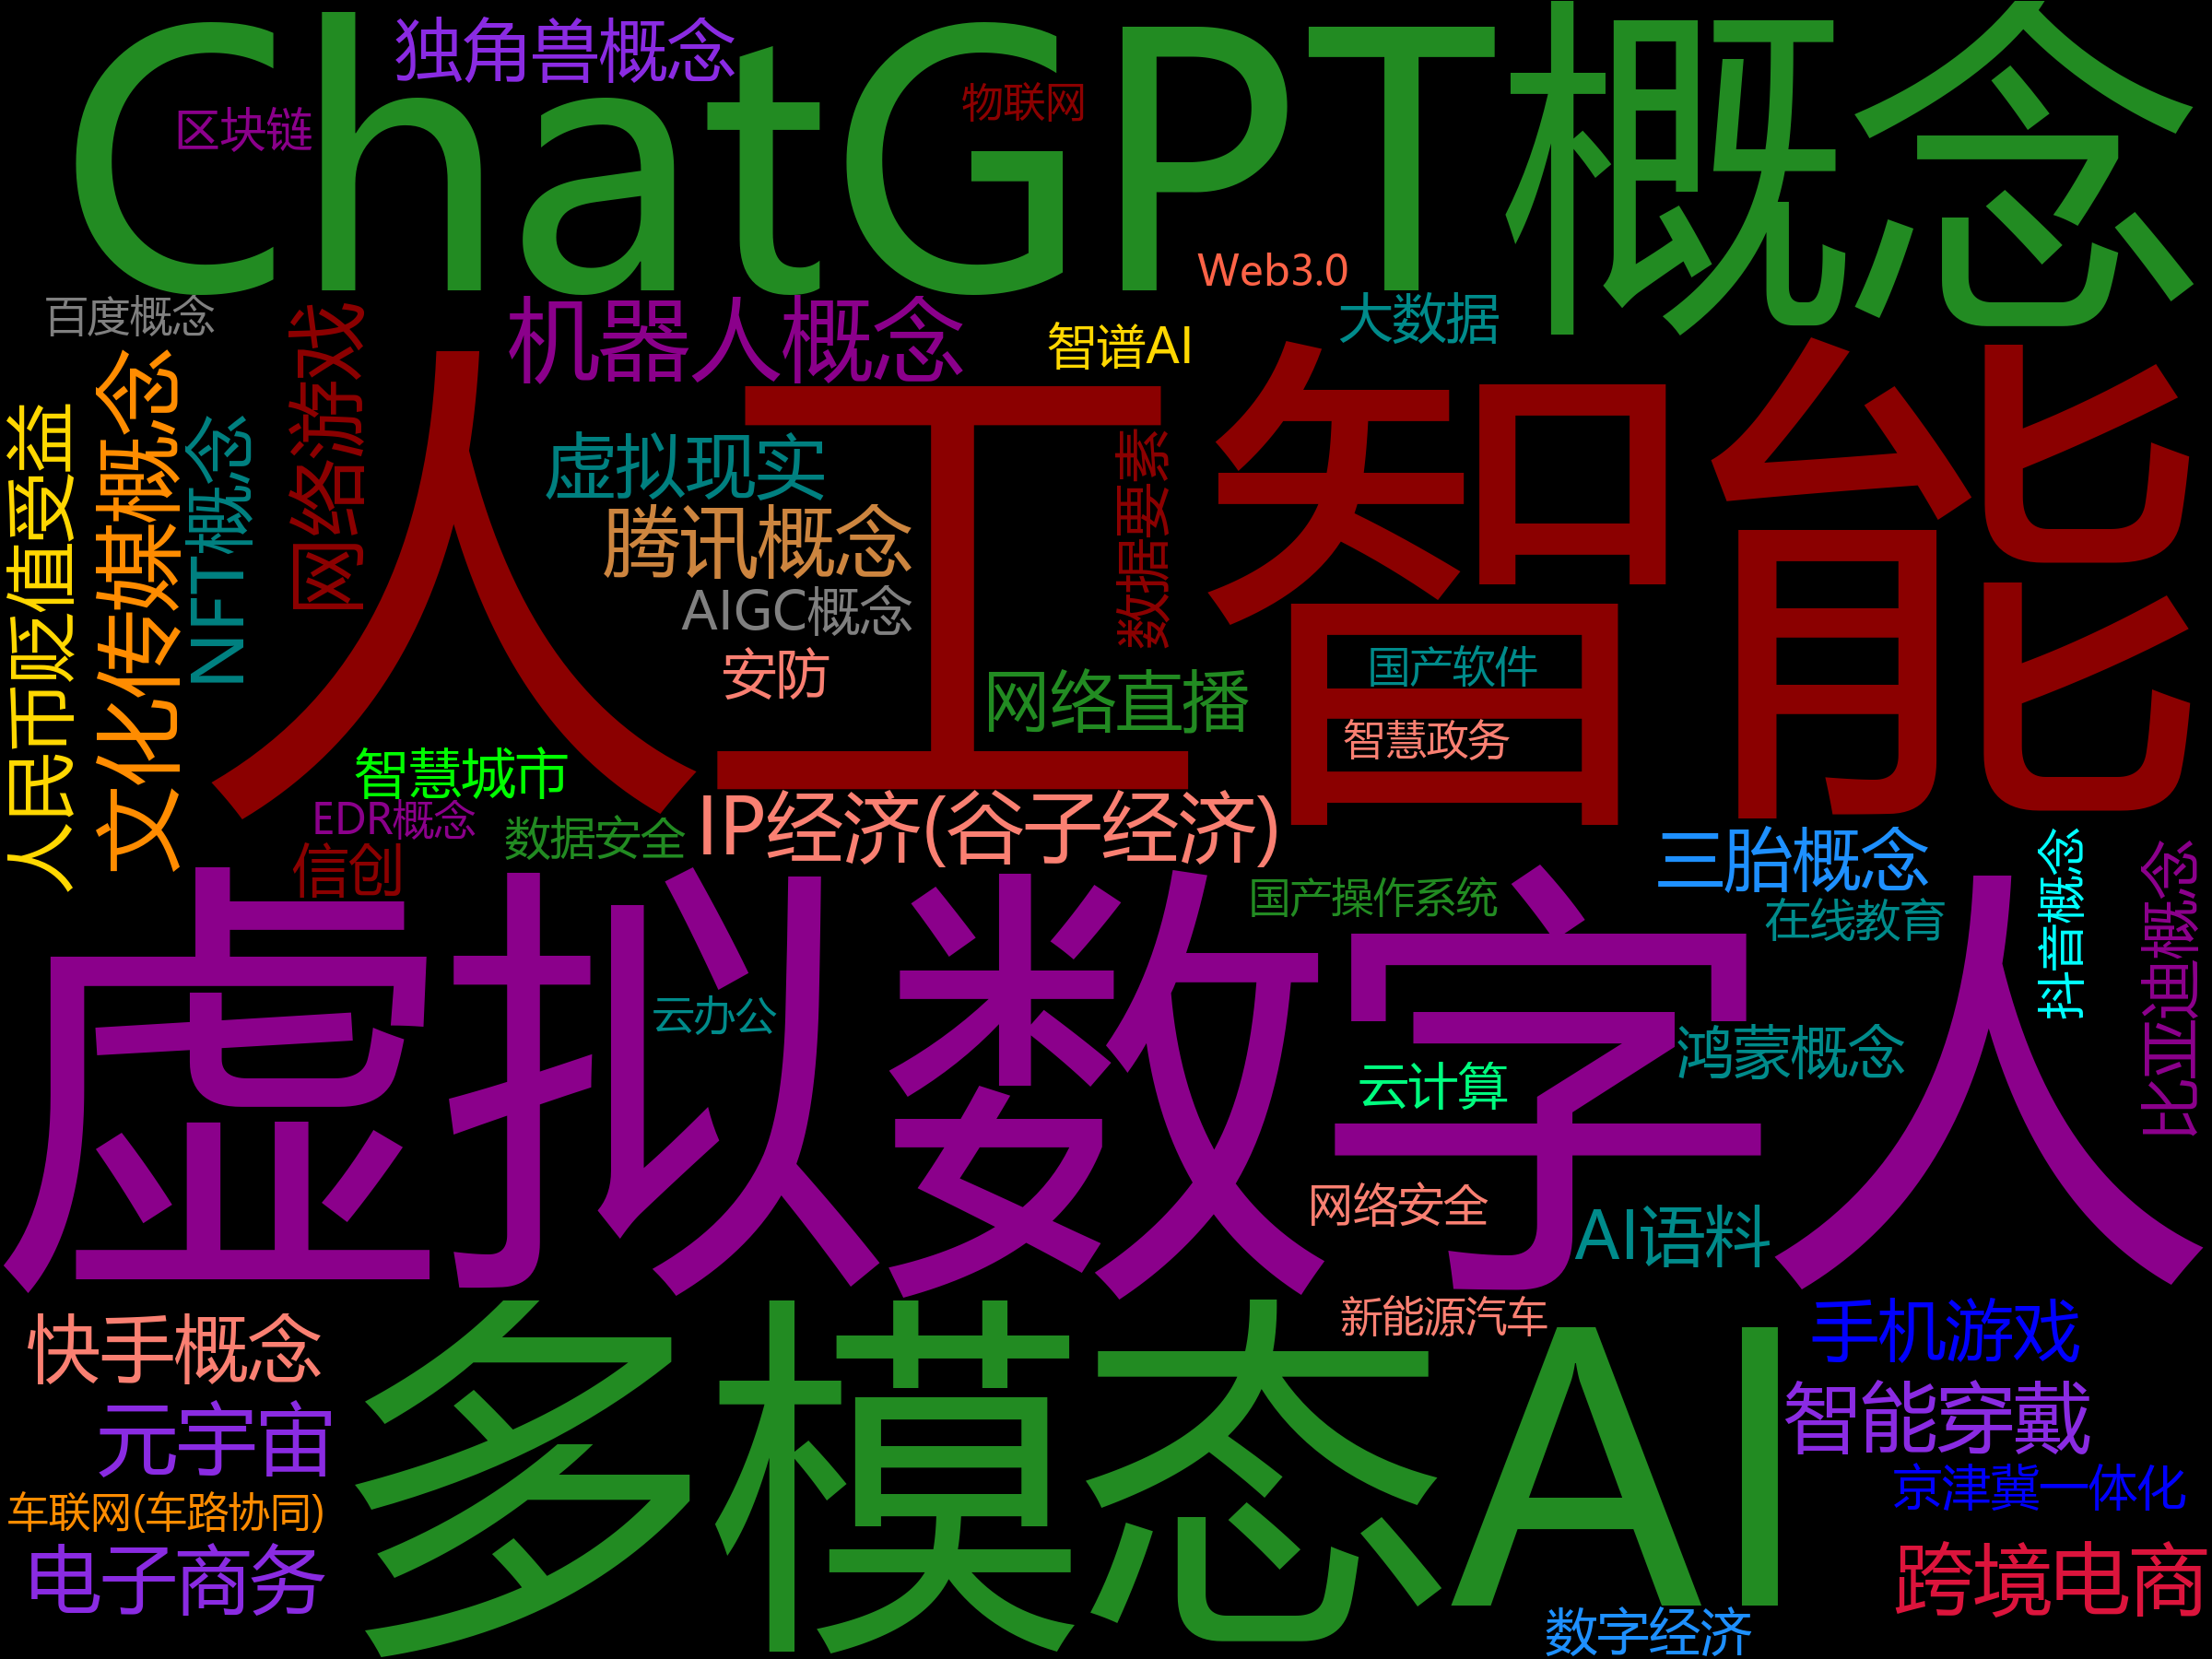 ChatGPT概念
独角兽概念
区块链
物联网
Web3.0
百度概念
机器人概念
智谱AI
大数据
人工智能
网络游戏
人民币贬值受益
文化传媒概念
NFT概念
虚拟现实
腾讯概念
数据要素
AIGC概念
安防
网络直播
国产软件
智慧政务
智慧城市
IP经济(谷子经济)
EDR概念
数据安全
信创
三胎概念
国产操作系统
在线教育
抖音概念
比亚迪概念
虚拟数字人
云办公
鸿蒙概念
云计算
网络安全
AI语料
新能源汽车
快手概念
多模态AI
手机游戏
元宇宙
智能穿戴
京津冀一体化
车联网(车路协同)
电子商务
跨境电商
数字经济